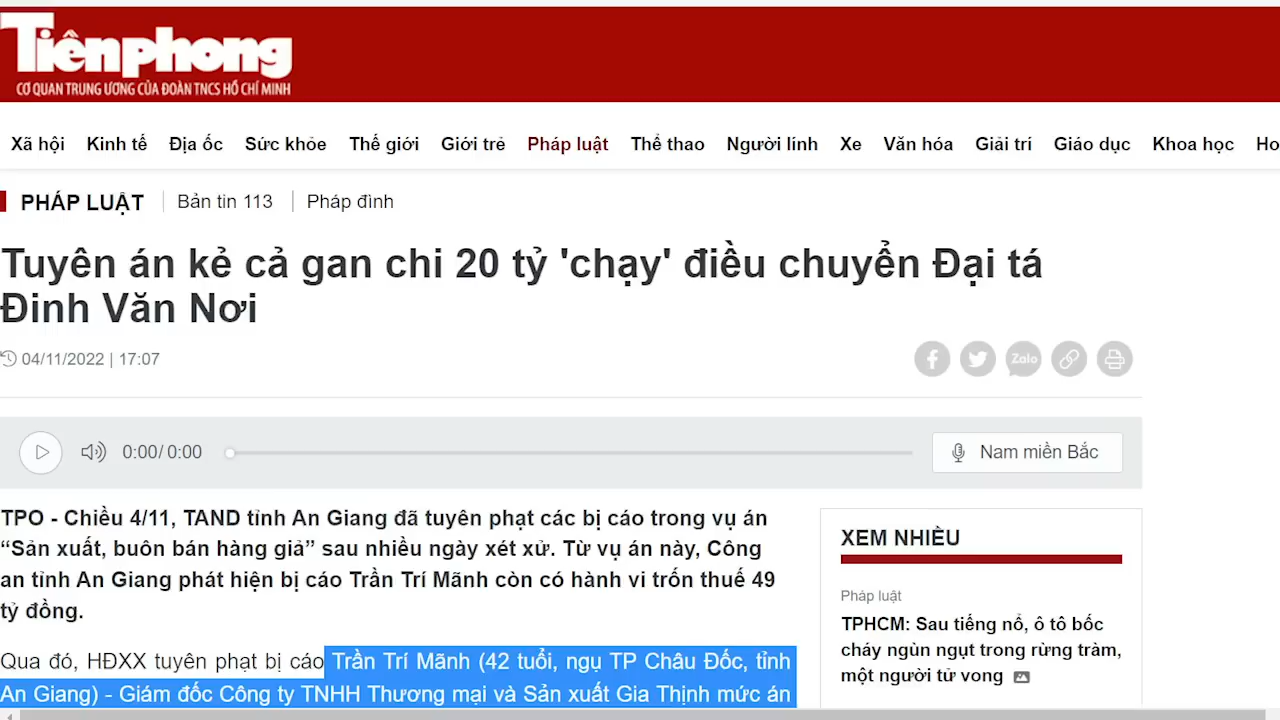 Tiênphong
CƠ QUAN TRUNG ƯƠNG CỦA ĐOÀN TNCS HỒ CHÍ MINH
Xã hội Kinh tế Địa ốc Sức khỏe Thế giới Giới trẻ Pháp luật Thể thao Người lính Xe Văn hóa Giải trí Giáo dục Khoa học Ho
PHÁP LUẬT Bản tin 113 Pháp đình
Tuyên án kẻ cả gan chi 20 tỷ 'chạy' điều chuyển Đại tá
Đinh Văn Nơi
04/11/2022 | 17:07
Zalo
0:00/ 0:00
Nam miền Bắc
TPO - Chiều 4/11, TAND tỉnh An Giang đã tuyên phạt các bị cáo trong vụ án
“Sản xuất, buôn bán hàng giả” sau nhiều ngày xét xử. Từ vụ án này, Công
an tỉnh An Giang phát hiện bị cáo Trần Trí Mãnh còn có hành vi trốn thuế 49
tỷ đồng.
Qua đó, HĐXX tuyên phạt bị cáo Trần Trí Mãnh (42 tuổi, ngụ TP Châu Đốc, tỉnh
An Giang) - Giám đốc Công ty TNHH Thương mại và Sản xuất Gia Thịnh mức án
XEM NHIỀU
Pháp luật
TPHCM: Sau tiếng nổ, ô tô bốc
cháy ngùn ngụt trong rừng tràm,
một người tử vong